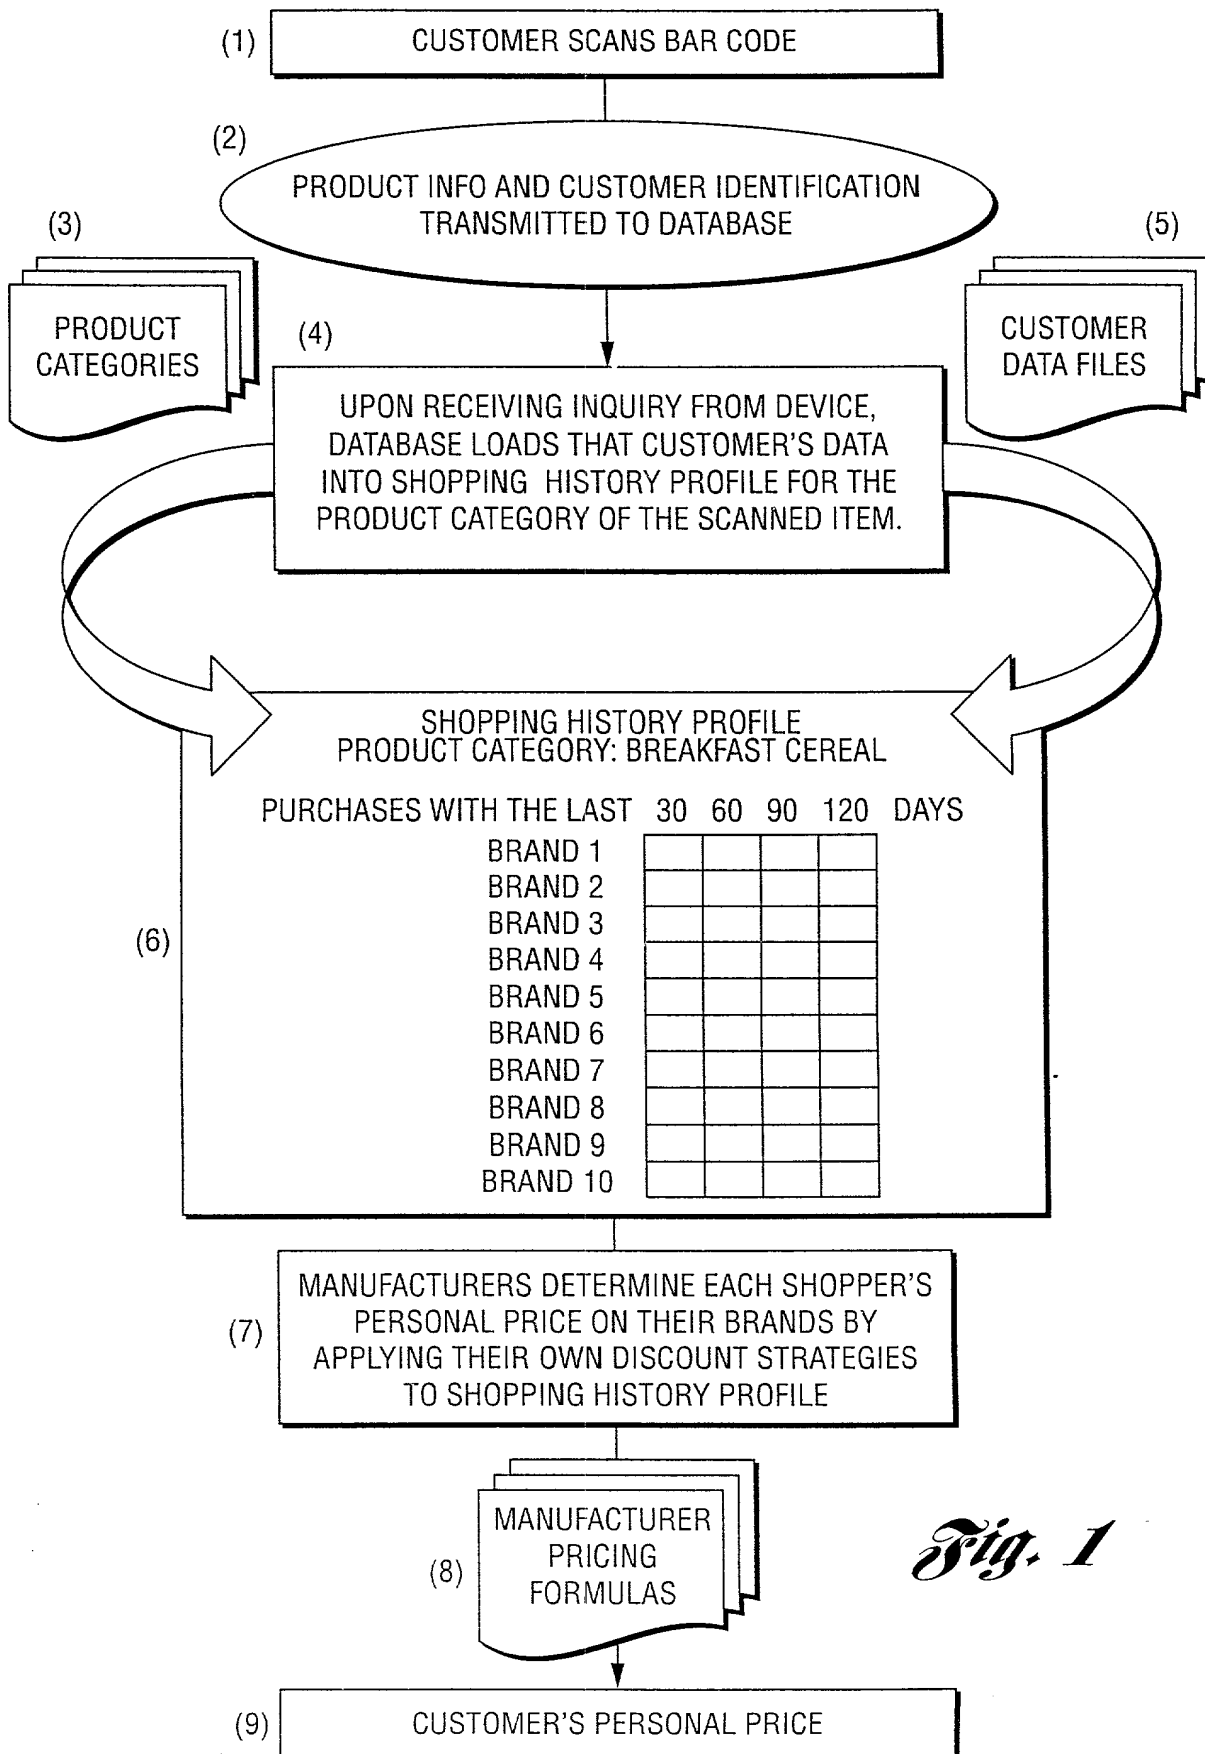 (1)
CUSTOMER SCANS BAR CODE
(2)
PRODUCT INFO AND CUSTOMER IDENTIFICATION
TRANSMITTED TO DATABASE
(3)
PRODUCT
CATEGORIES
(5)
CUSTOMER
DATA FILES
(4)
UPON RECEIVING INQUIRY FROM DEVICE,
DATABASE LOADS THAT CUSTOMER'S DATA
INTO SHOPPING HISTORY PROFILE FOR THE
PRODUCT CATEGORY OF THE SCANNED ITEM.
(6)
SHOPPING HISTORY PROFILE
PRODUCT CATEGORY: BREAKFAST CEREAL
PURCHASES WITH THE LAST 30 60 90 120 DAYS
BRAND 1
BRAND 2
BRAND 3
BRAND 4
BRAND 5
BRAND 6
BRAND 7
BRAND 8
BRAND 9
BRAND 10
(7)
MANUFACTURERS DETERMINE EACH SHOPPER'S
PERSONAL PRICE ON THEIR BRANDS BY
APPLYING THEIR OWN DISCOUNT STRATEGIES
TO SHOPPING HISTORY PROFILE
(8)
MANUFACTURER
PRICING
FORMULAS
Fig. 1
(9)
CUSTOMER'S PERSONAL PRICE